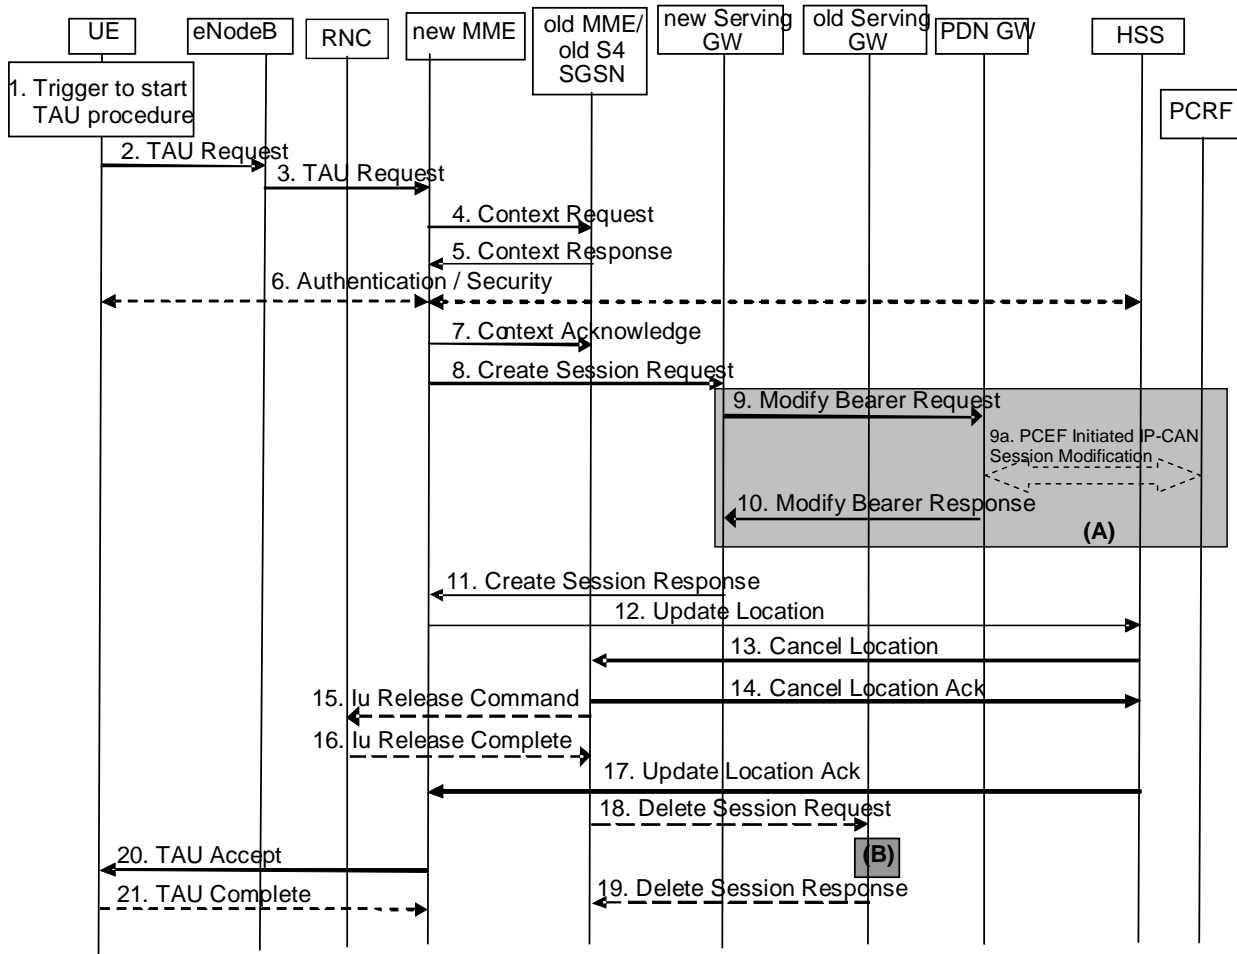 UE
eNodeB
RNC
new MME
old MME/
old S4
SGSN
new Serving
GW
old Serving
GW
PDN GW
HSS
PCRF
1. Trigger to start
TAU procedure
2. TAU Request
3. TAU Request
4. Context Request
5. Context Response
6. Authentication / Security
7. Context Acknowledge
8. Create Session Request
9. Modify Bearer Request
9a. PCEF Initiated IP-CAN
Session Modification
10. Modify Bearer Response
(A)
11. Create Session Response
12. Update Location
13. Cancel Location
14. Cancel Location Ack
15. Iu Release Command
16. Iu Release Complete
17. Update Location Ack
18. Delete Session Request
(B)
20. TAU Accept
19. Delete Session Response
21. TAU Complete